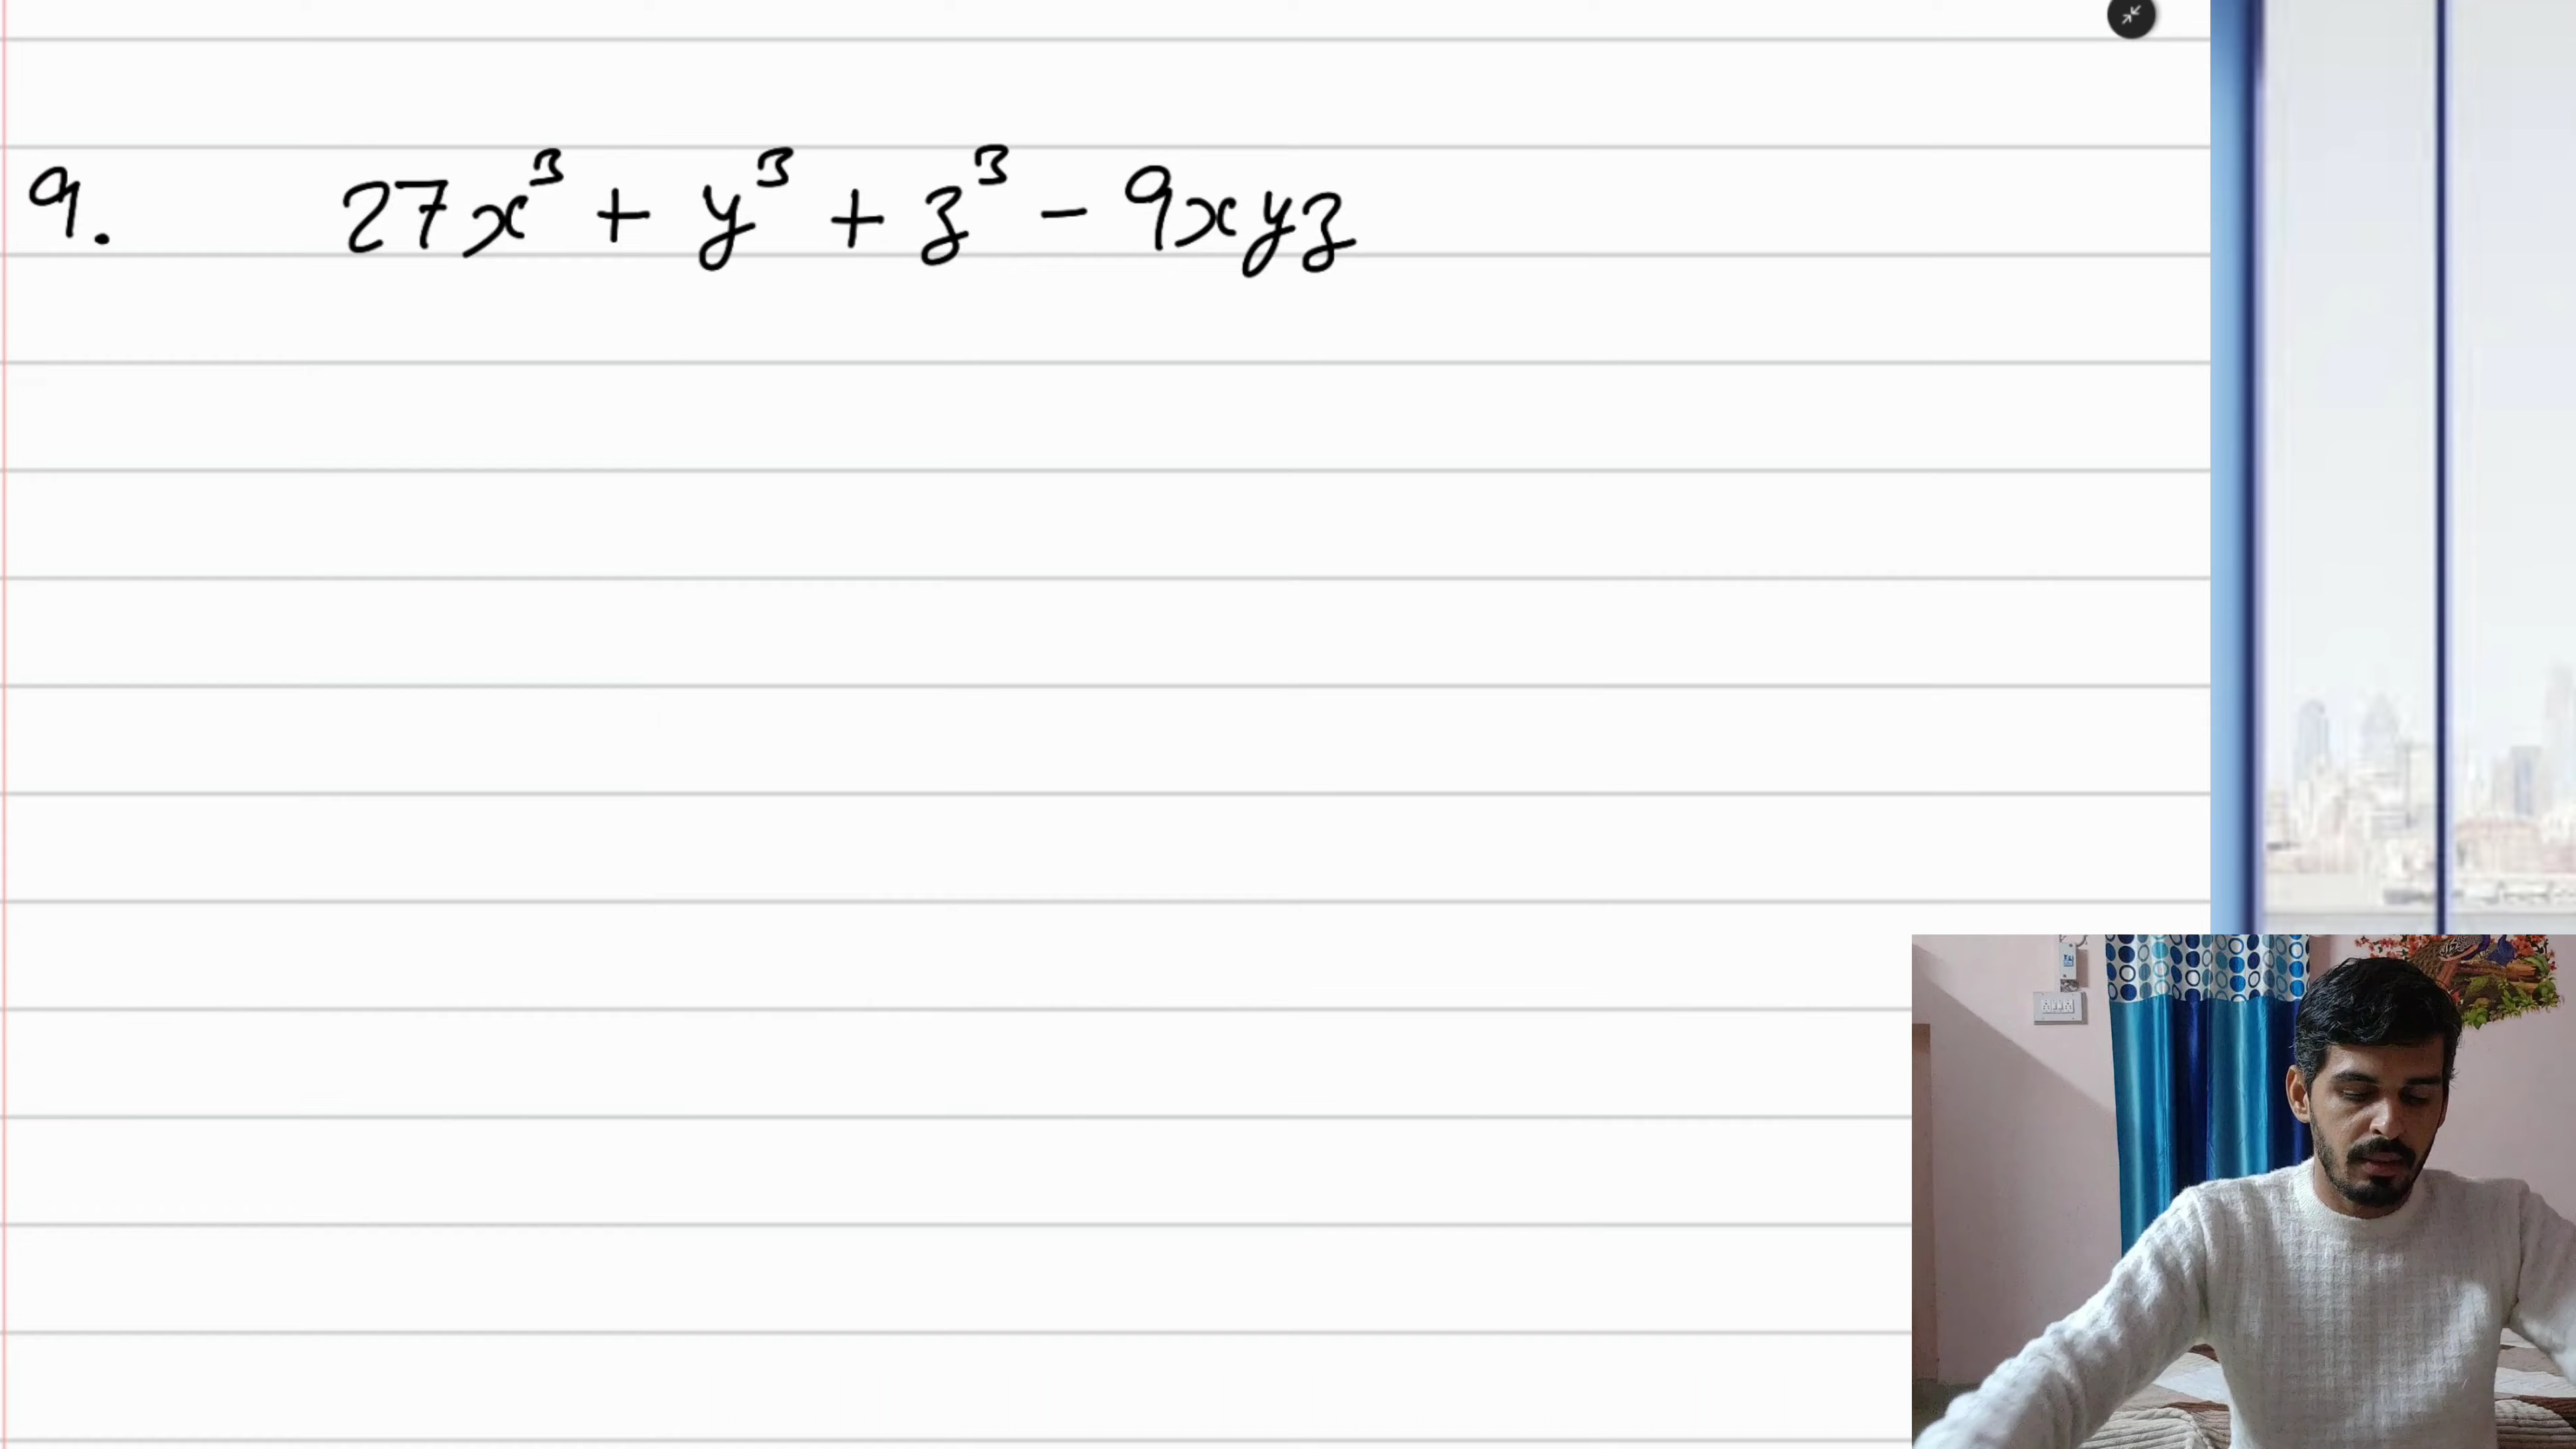 9. 27x³ + y³ + z³ - 9xyz